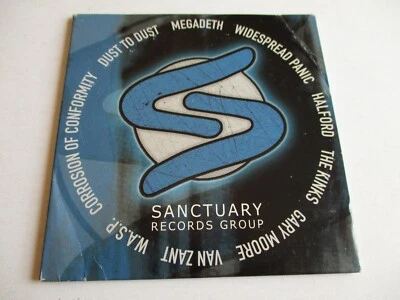 CORROSION OF CONFORMITY
DUST TO DUST
MEGADETH
WIDESPREAD PANIC
HALFORD
THE KINKS
GARY MOORE
VAN ZANT
W.A.S.P.
SANCTUARY
RECORDS GROUP